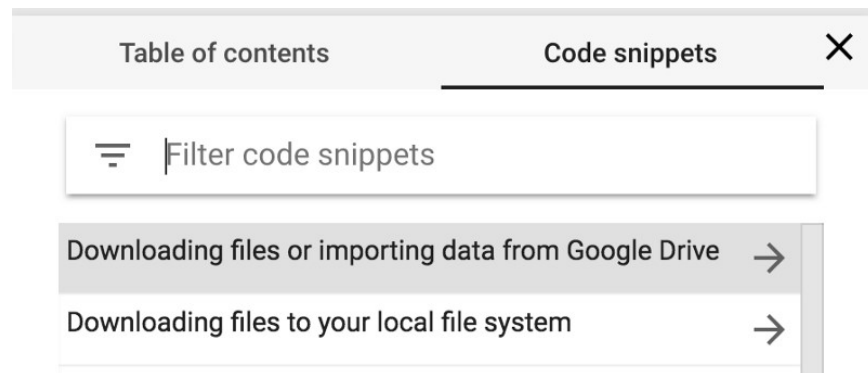 Table of contents
Code snippets
Filter code snippets
Downloading files or importing data from Google Drive
Downloading files to your local file system